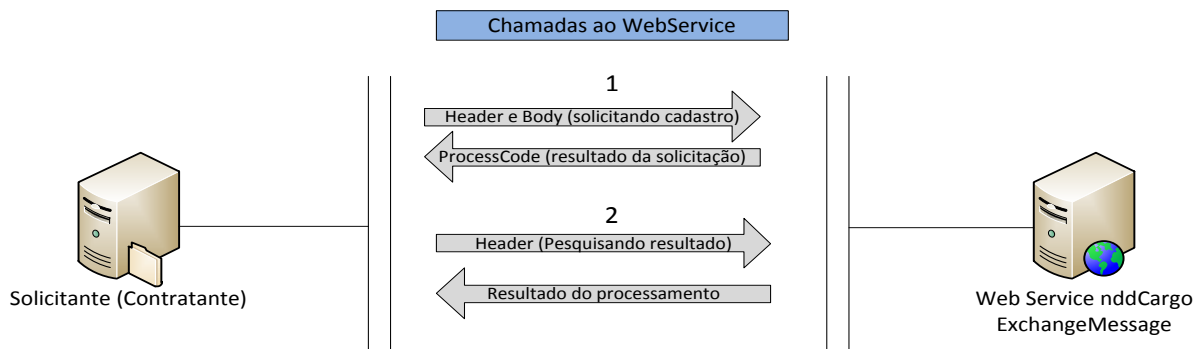 Chamadas ao WebService
1
Header e Body (solicitando cadastro)
ProcessCode (resultado da solicitação)
2
Header (Pesquisando resultado)
Resultado do processamento
Solicitante (Contratante)
Web Service nddCargo
ExchangeMessage